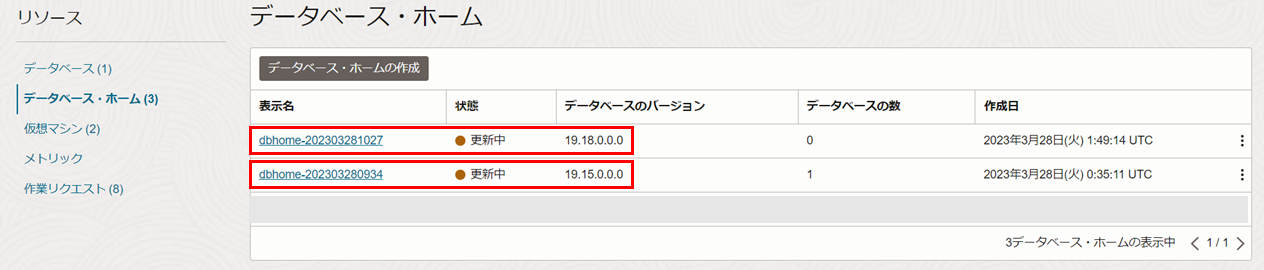 リソース
データベース (1)
データベース・ホーム (3)
仮想マシン (2)
メトリック
作業リクエスト (8)
データベース・ホーム
データベース・ホームの作成
表示名 状態 データベースのバージョン データベースの数 作成日
dbhome-202303281027 更新中 19.18.0.0.0 0 2023年3月28日(火) 1:49:14 UTC
dbhome-202303280934 更新中 19.15.0.0.0 1 2023年3月28日(火) 0:35:11 UTC
3データベース・ホームの表示中 1 / 1